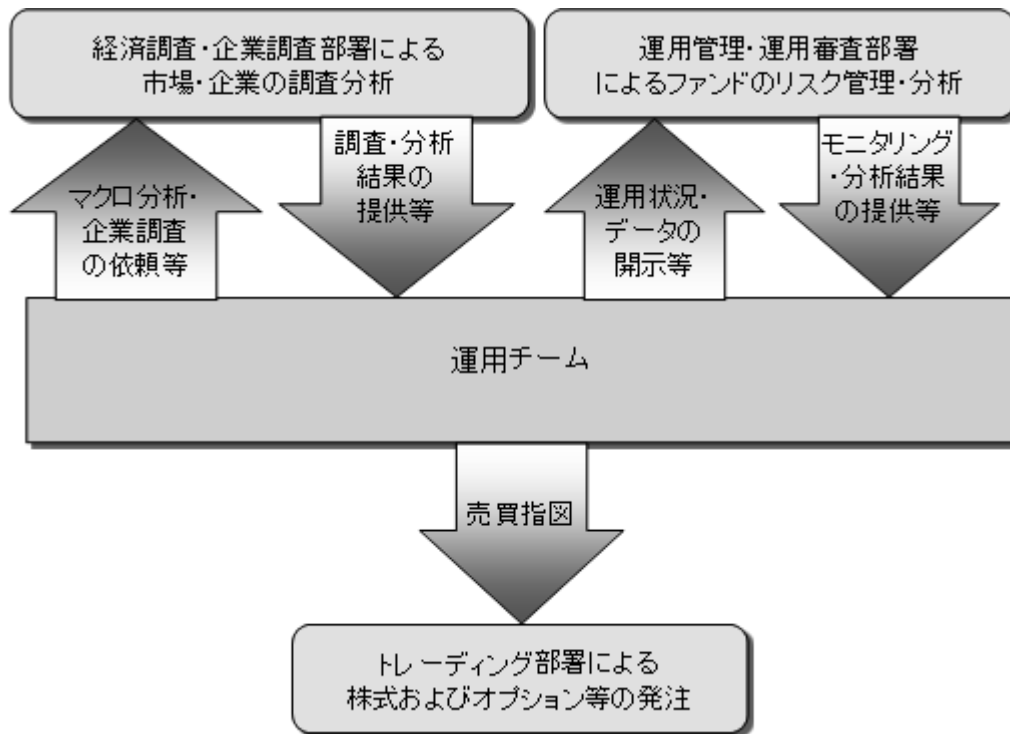 経済調査・企業調査部署による
市場・企業の調査分析
運用管理・運用審査部署
によるファンドのリスク管理・分析
マクロ分析・
企業調査
の依頼等
調査・分析
結果の
提供等
運用状況・
データの
開示等
モニタリング
・分析結果
の提供等
運用チーム
売買指図
トレーディング部署による
株式およびオプション等の発注